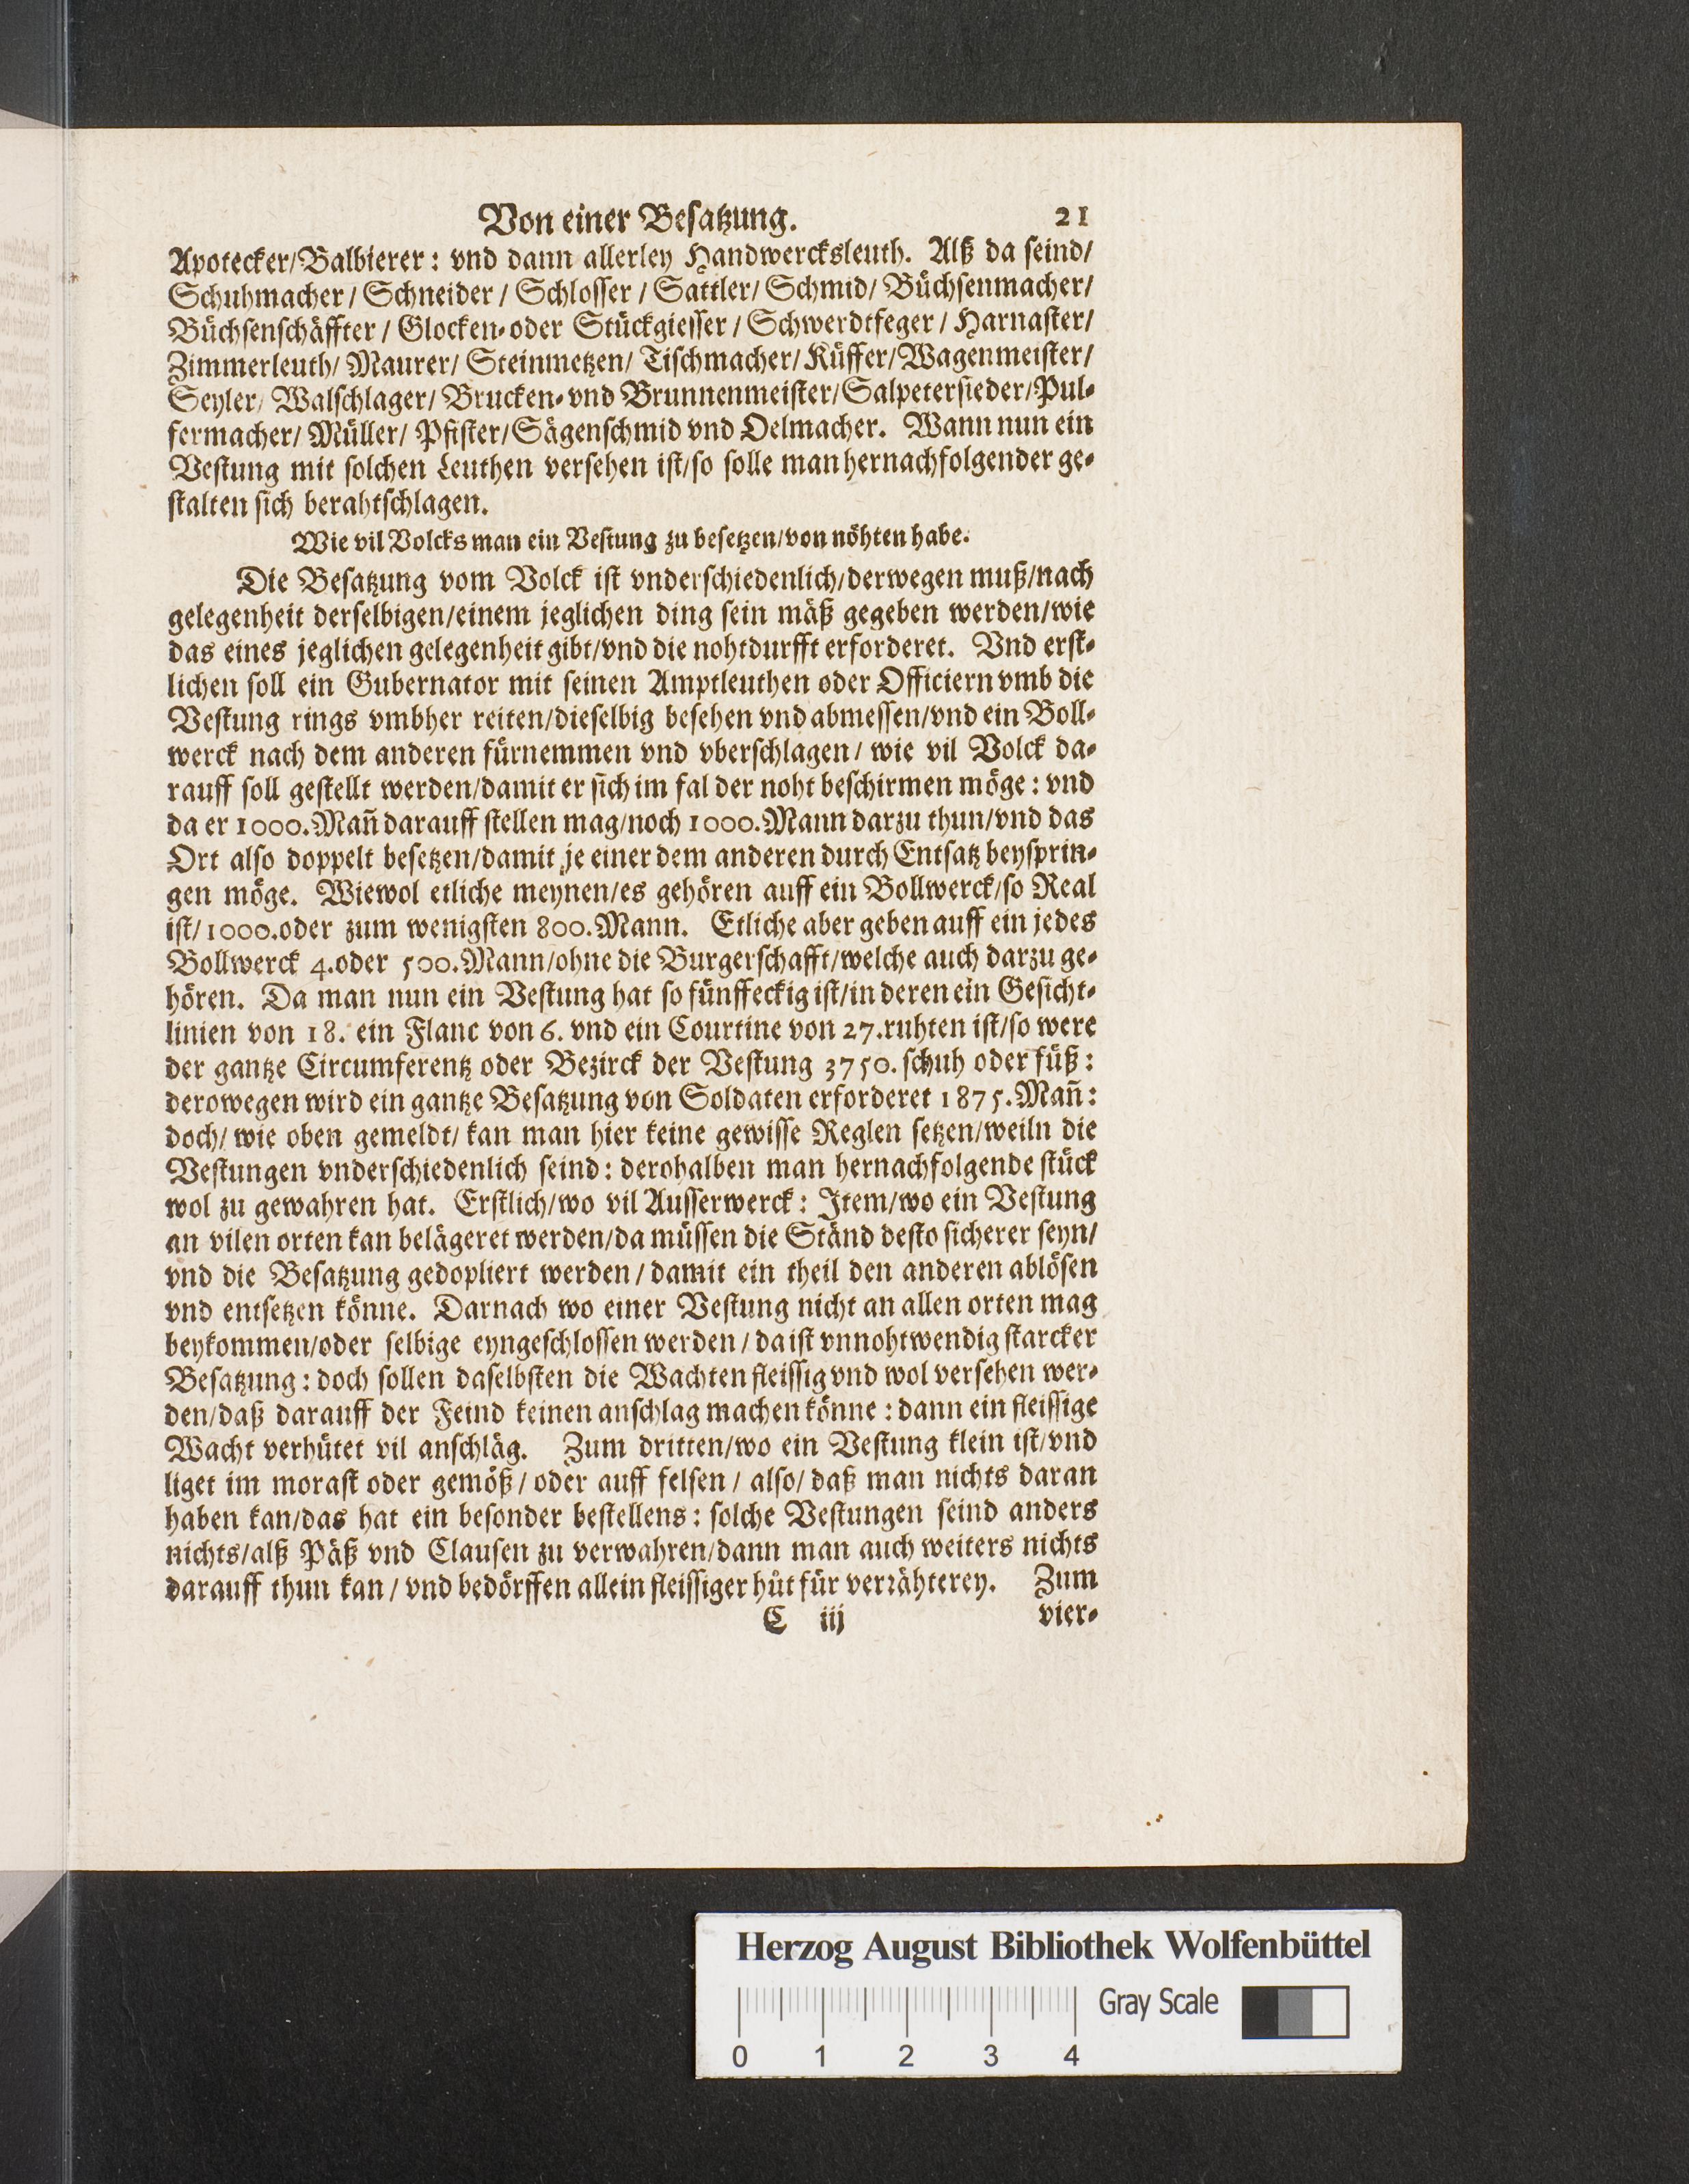 Von einer Besatzung. 21
Apotecker/Balbierer: vnd dann allerley Handwercksleuth. Alß da seind/
Schuhmacher / Schneider / Schlosser / Sattler/ Schmid/ Büchsenmacher/
Büchsenschäffter / Glocken- oder Stückgiesser / Schwerdtfeger / Harnaster/
Zimmerleuth/ Maurer/ Steinmetzen/ Tischmacher/ Küffer/Wagenmeister/
Seyler/ Walschlager/ Brucken- vnd Brunnenmeister/Salpetersieder/Pul-
fermacher/ Müller/ Pfister/Sägenschmid vnd Oelmacher. Wann nun ein
Vestung mit solchen Leuthen versehen ist/so solle man hernachfolgender ge-
stalten sich berahtschlagen.
Wie vil Volcks man ein Vestung zu besetzen/von nöhten habe.
Die Besatzung vom Volck ist vnderschiedenlich/derwegen muß/nach
gelegenheit derselbigen/einem jeglichen ding sein mäß gegeben werden/wie
das eines jeglichen gelegenheit gibt/vnd die nohtdurfft erforderet. Vnd erst-
lichen soll ein Gubernator mit seinen Amptleuthen oder Officiern vmb die
Vestung rings vmbher reiten/dieselbig besehen vnd abmessen/vnd ein Boll-
werck nach dem anderen fürnemmen vnd vberschlagen/ wie vil Volck da-
rauff soll gestellt werden/damit er sich im fal der noht beschirmen möge: vnd
da er 1000. Mañ darauff stellen mag/noch 1000. Mann darzu thun/vnd das
Ort also doppelt besetzen/damit je einer dem anderen durch Entsatz beysprin-
gen möge. Wiewol etliche meynen/es gehören auff ein Bollwerck/so Real
ist/ 1000. oder zum wenigsten 800. Mann. Etliche aber geben auff ein jedes
Bollwerck 4. oder 500. Mann/ohne die Burgerschafft/welche auch darzu ge-
hören. Da man nun ein Vestung hat so fünffeckig ist/in deren ein Gesicht-
linien von 18. ein Flanc von 6. vnd ein Courtine von 27. ruhten ist/so were
der gantze Circumferentz oder Bezirck der Vestung 3750. schuh oder füß:
derowegen wird ein gantze Besatzung von Soldaten erforderet 1875. Mañ:
doch/ wie oben gemeldt/ kan man hier keine gewisse Reglen setzen/weiln die
Vestungen vnderschiedenlich seind: derohalben man hernachfolgende stück
wol zu gewahren hat. Erstlich/wo vil Ausserwerck: Item/wo ein Vestung
an vilen orten kan belägeret werden/da müssen die Ständ desto sicherer seyn/
vnd die Besatzung gedopliert werden / damit ein theil den anderen ablösen
vnd entsetzen könne. Darnach wo einer Vestung nicht an allen orten mag
beykommen/oder selbige eyngeschlossen werden / da ist vnnohtwendig starcker
Besatzung: doch sollen daselbsten die Wachten fleissig vnd wol versehen wer-
den/daß darauff der Feind keinen anschlag machen könne: dann ein fleissige
Wacht verhütet vil anschläg. Zum dritten/wo ein Vestung klein ist/vnd
liget im morast oder gemöß/ oder auff felsen / also/ daß man nichts daran
haben kan/das hat ein besonder bestellens: solche Vestungen seind anders
nichts/alß Päß vnd Clausen zu verwahren/dann man auch weiters nichts
darauff thun kan / vnd bedörffen allein fleissiger hüt für verrähterey. Zum
C iij vier-
Herzog August Bibliothek Wolfenbüttel
Gray Scale
0 1 2 3 4